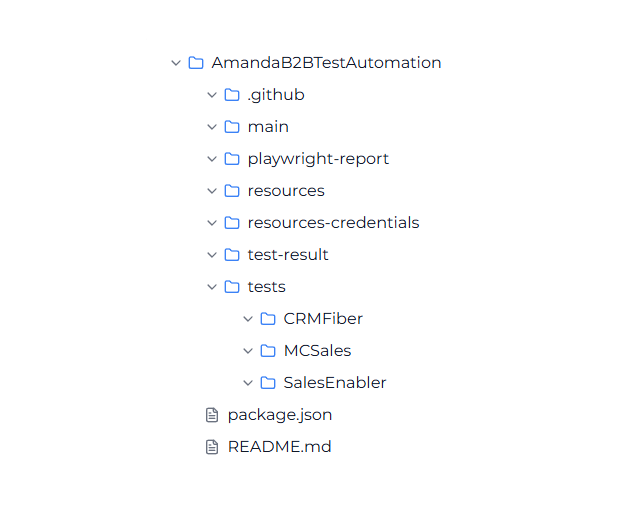 AmandaB2BTestAutomation
.github
main
playwright-report
resources
resources-credentials
test-result
tests
CRMFiber
MCSales
SalesEnabler
package.json
README.md